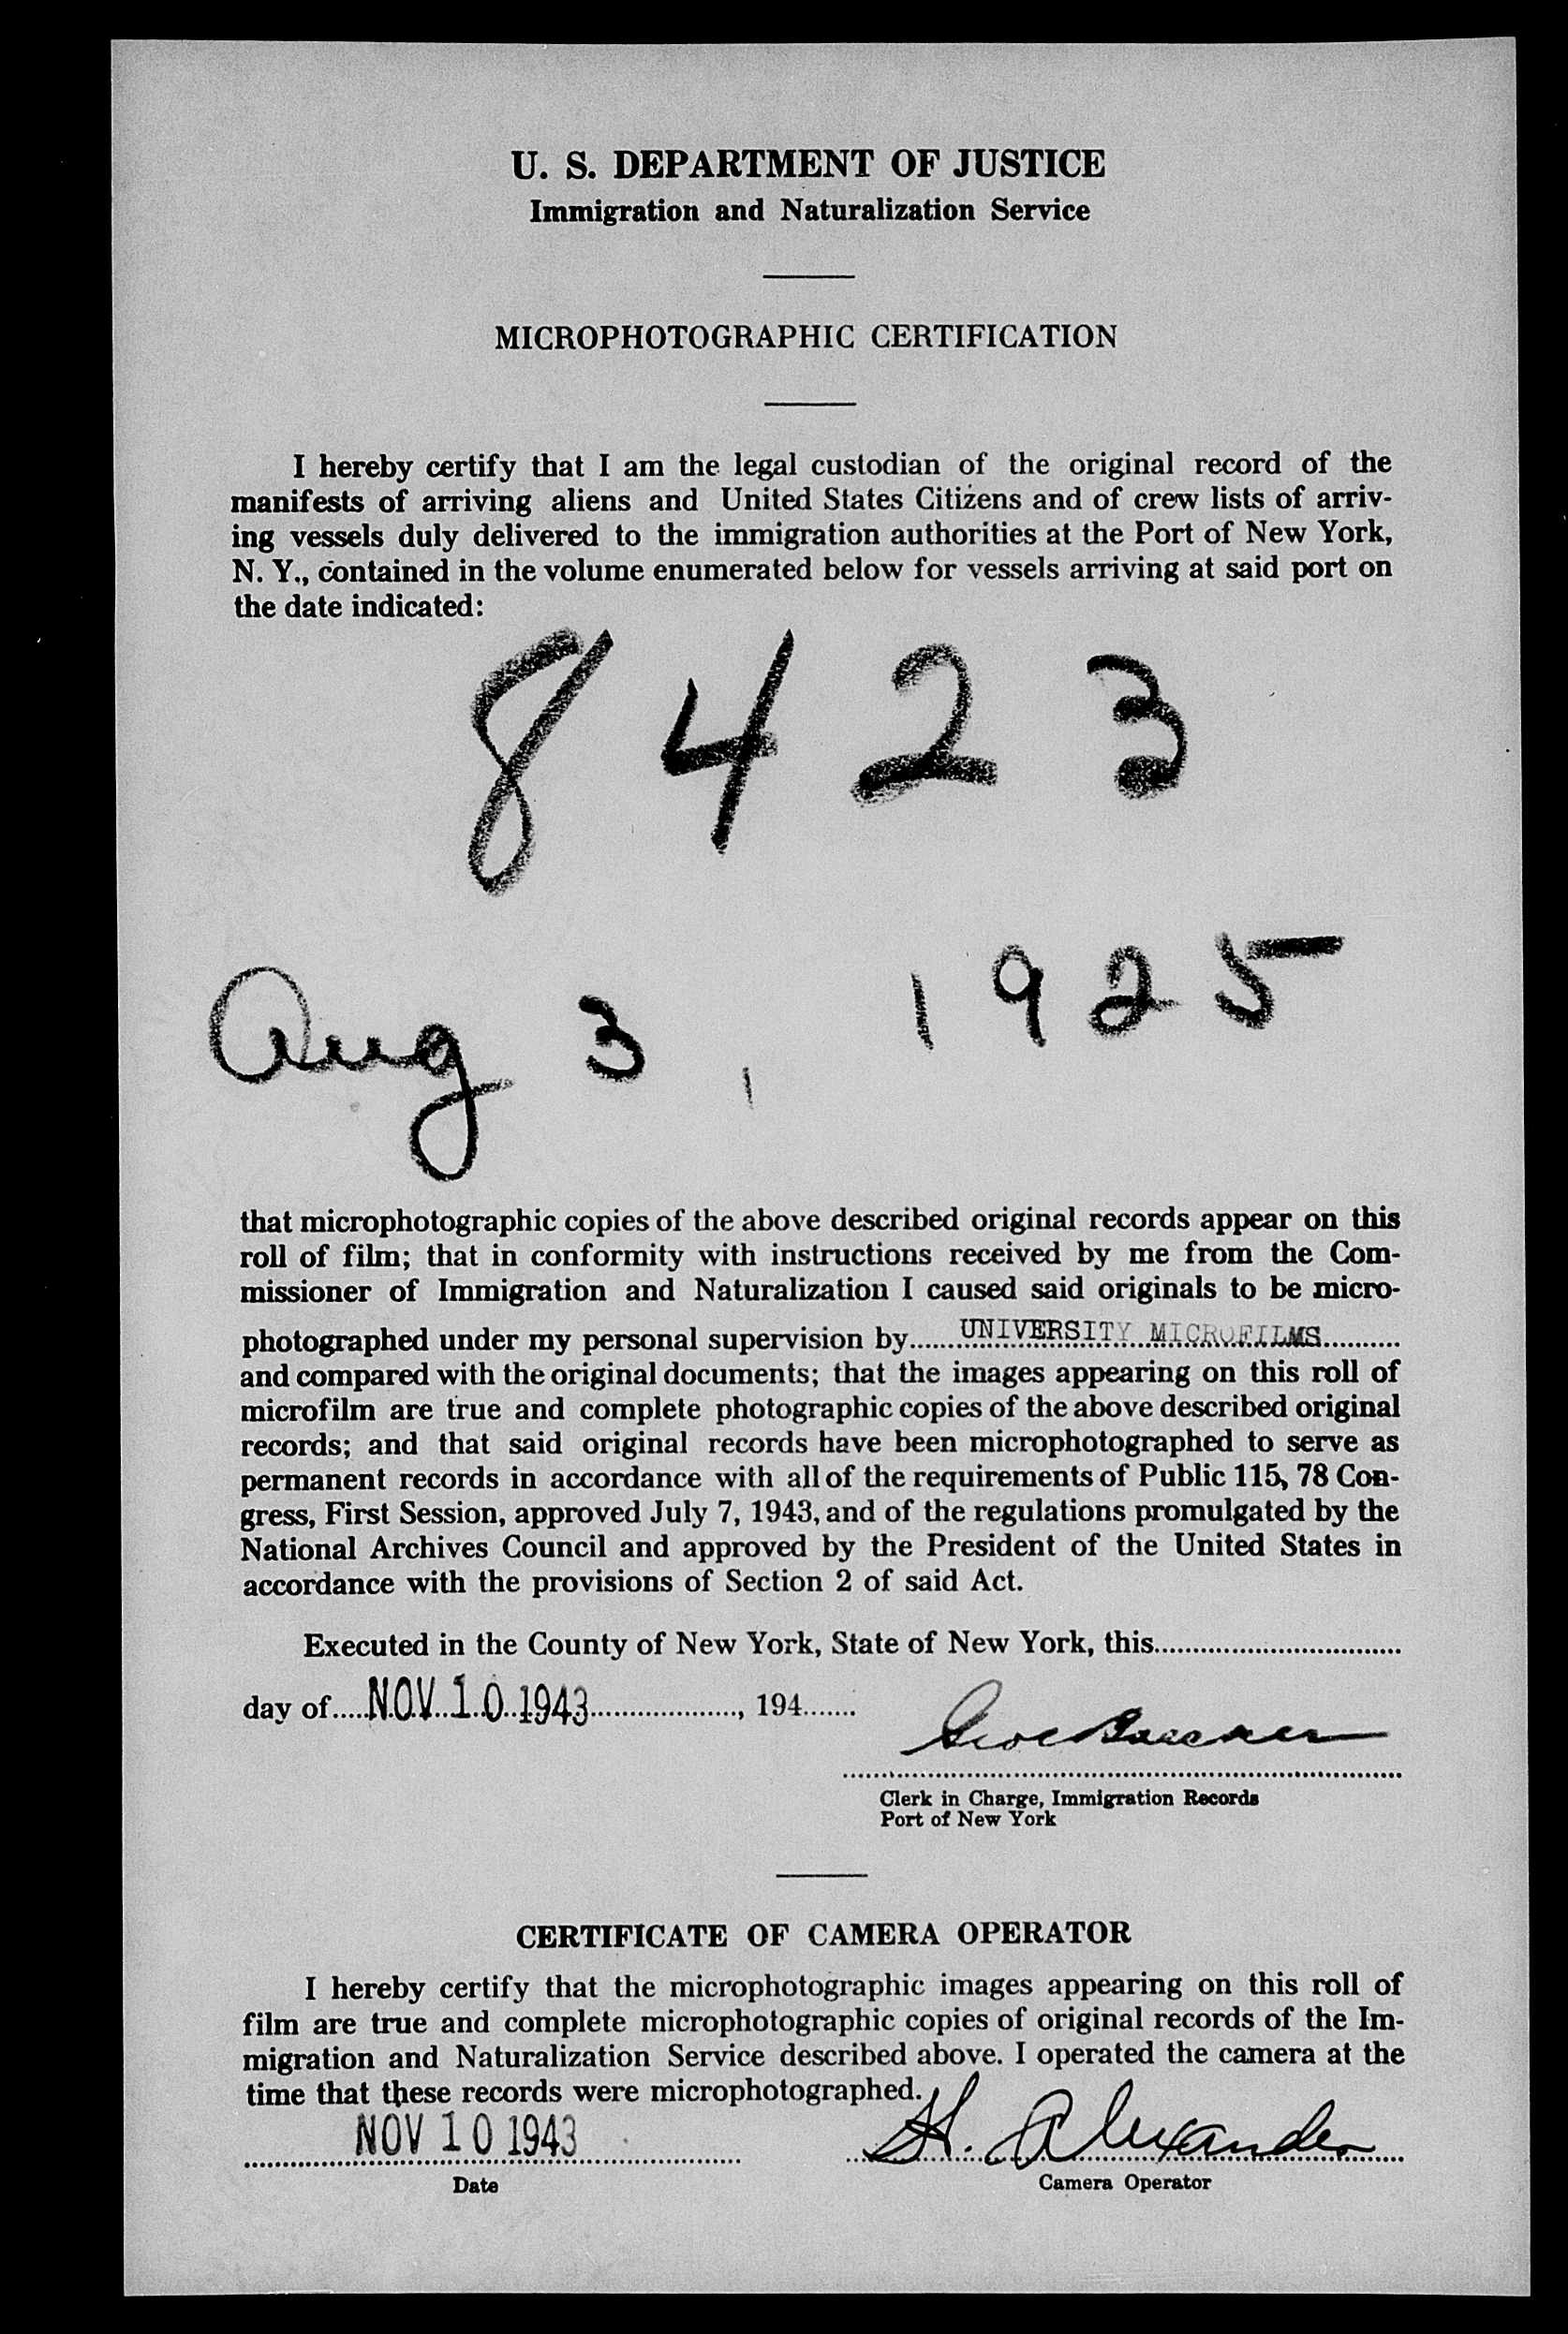 U. S. DEPARTMENT OF JUSTICE
Immigration and Naturalization Service
MICROPHOTOGRAPHIC CERTIFICATION
I hereby certify that I am the legal custodian of the original record of the
manifests of arriving aliens and United States Citizens and of crew lists of arriv-
ing vessels duly delivered to the immigration authorities at the Port of New York,
N. Y., contained in the volume enumerated below for vessels arriving at said port on
the date indicated:
8423
Aug 3, 1925
that microphotographic copies of the above described original records appear on this
roll of film; that in conformity with instructions received by me from the Com-
missioner of Immigration and Naturalization I caused said originals to be micro-
photographed under my personal supervision by UNIVERSITY MICROFILMS
and compared with the original documents; that the images appearing on this roll of
microfilm are true and complete photographic copies of the above described original
records; and that said original records have been microphotographed to serve as
permanent records in accordance with all of the requirements of Public 115, 78 Con-
gress, First Session, approved July 7, 1943, and of the regulations promulgated by the
National Archives Council and approved by the President of the United States in
accordance with the provisions of Section 2 of said Act.
Executed in the County of New York, State of New York, this
day of NOV 10 1943, 194
Clerk in Charge, Immigration Records
Port of New York
CERTIFICATE OF CAMERA OPERATOR
I hereby certify that the microphotographic images appearing on this roll of
film are true and complete microphotographic copies of original records of the Im-
migration and Naturalization Service described above. I operated the camera at the
time that these records were microphotographed.
NOV 10 1943 H. Alexander
Date Camera Operator